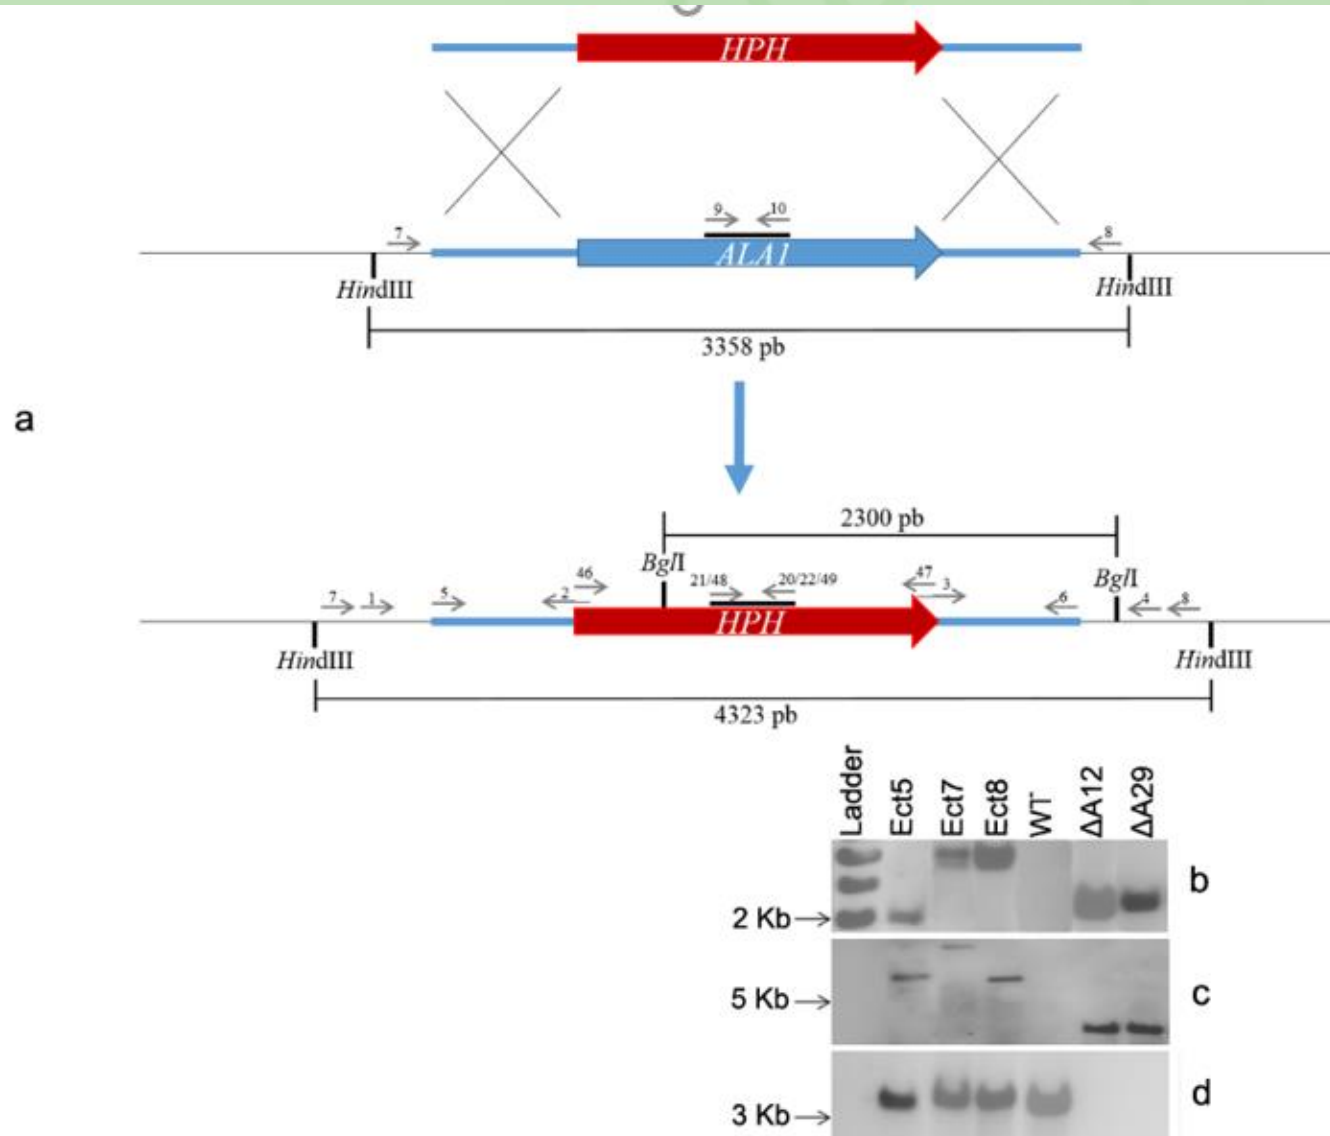 HPH
9
10
7
8
ALA1
HindIII
HindIII
3358 pb
a
2300 pb
BglI
BglI
46
21/48
20/22/49
47
7
1
5
2
3
6
4
8
HPH
HindIII
HindIII
4323 pb
Ladder
Ect5
Ect7
Ect8
WT
ΔA12
ΔA29
b
2 Kb
c
5 Kb
d
3 Kb